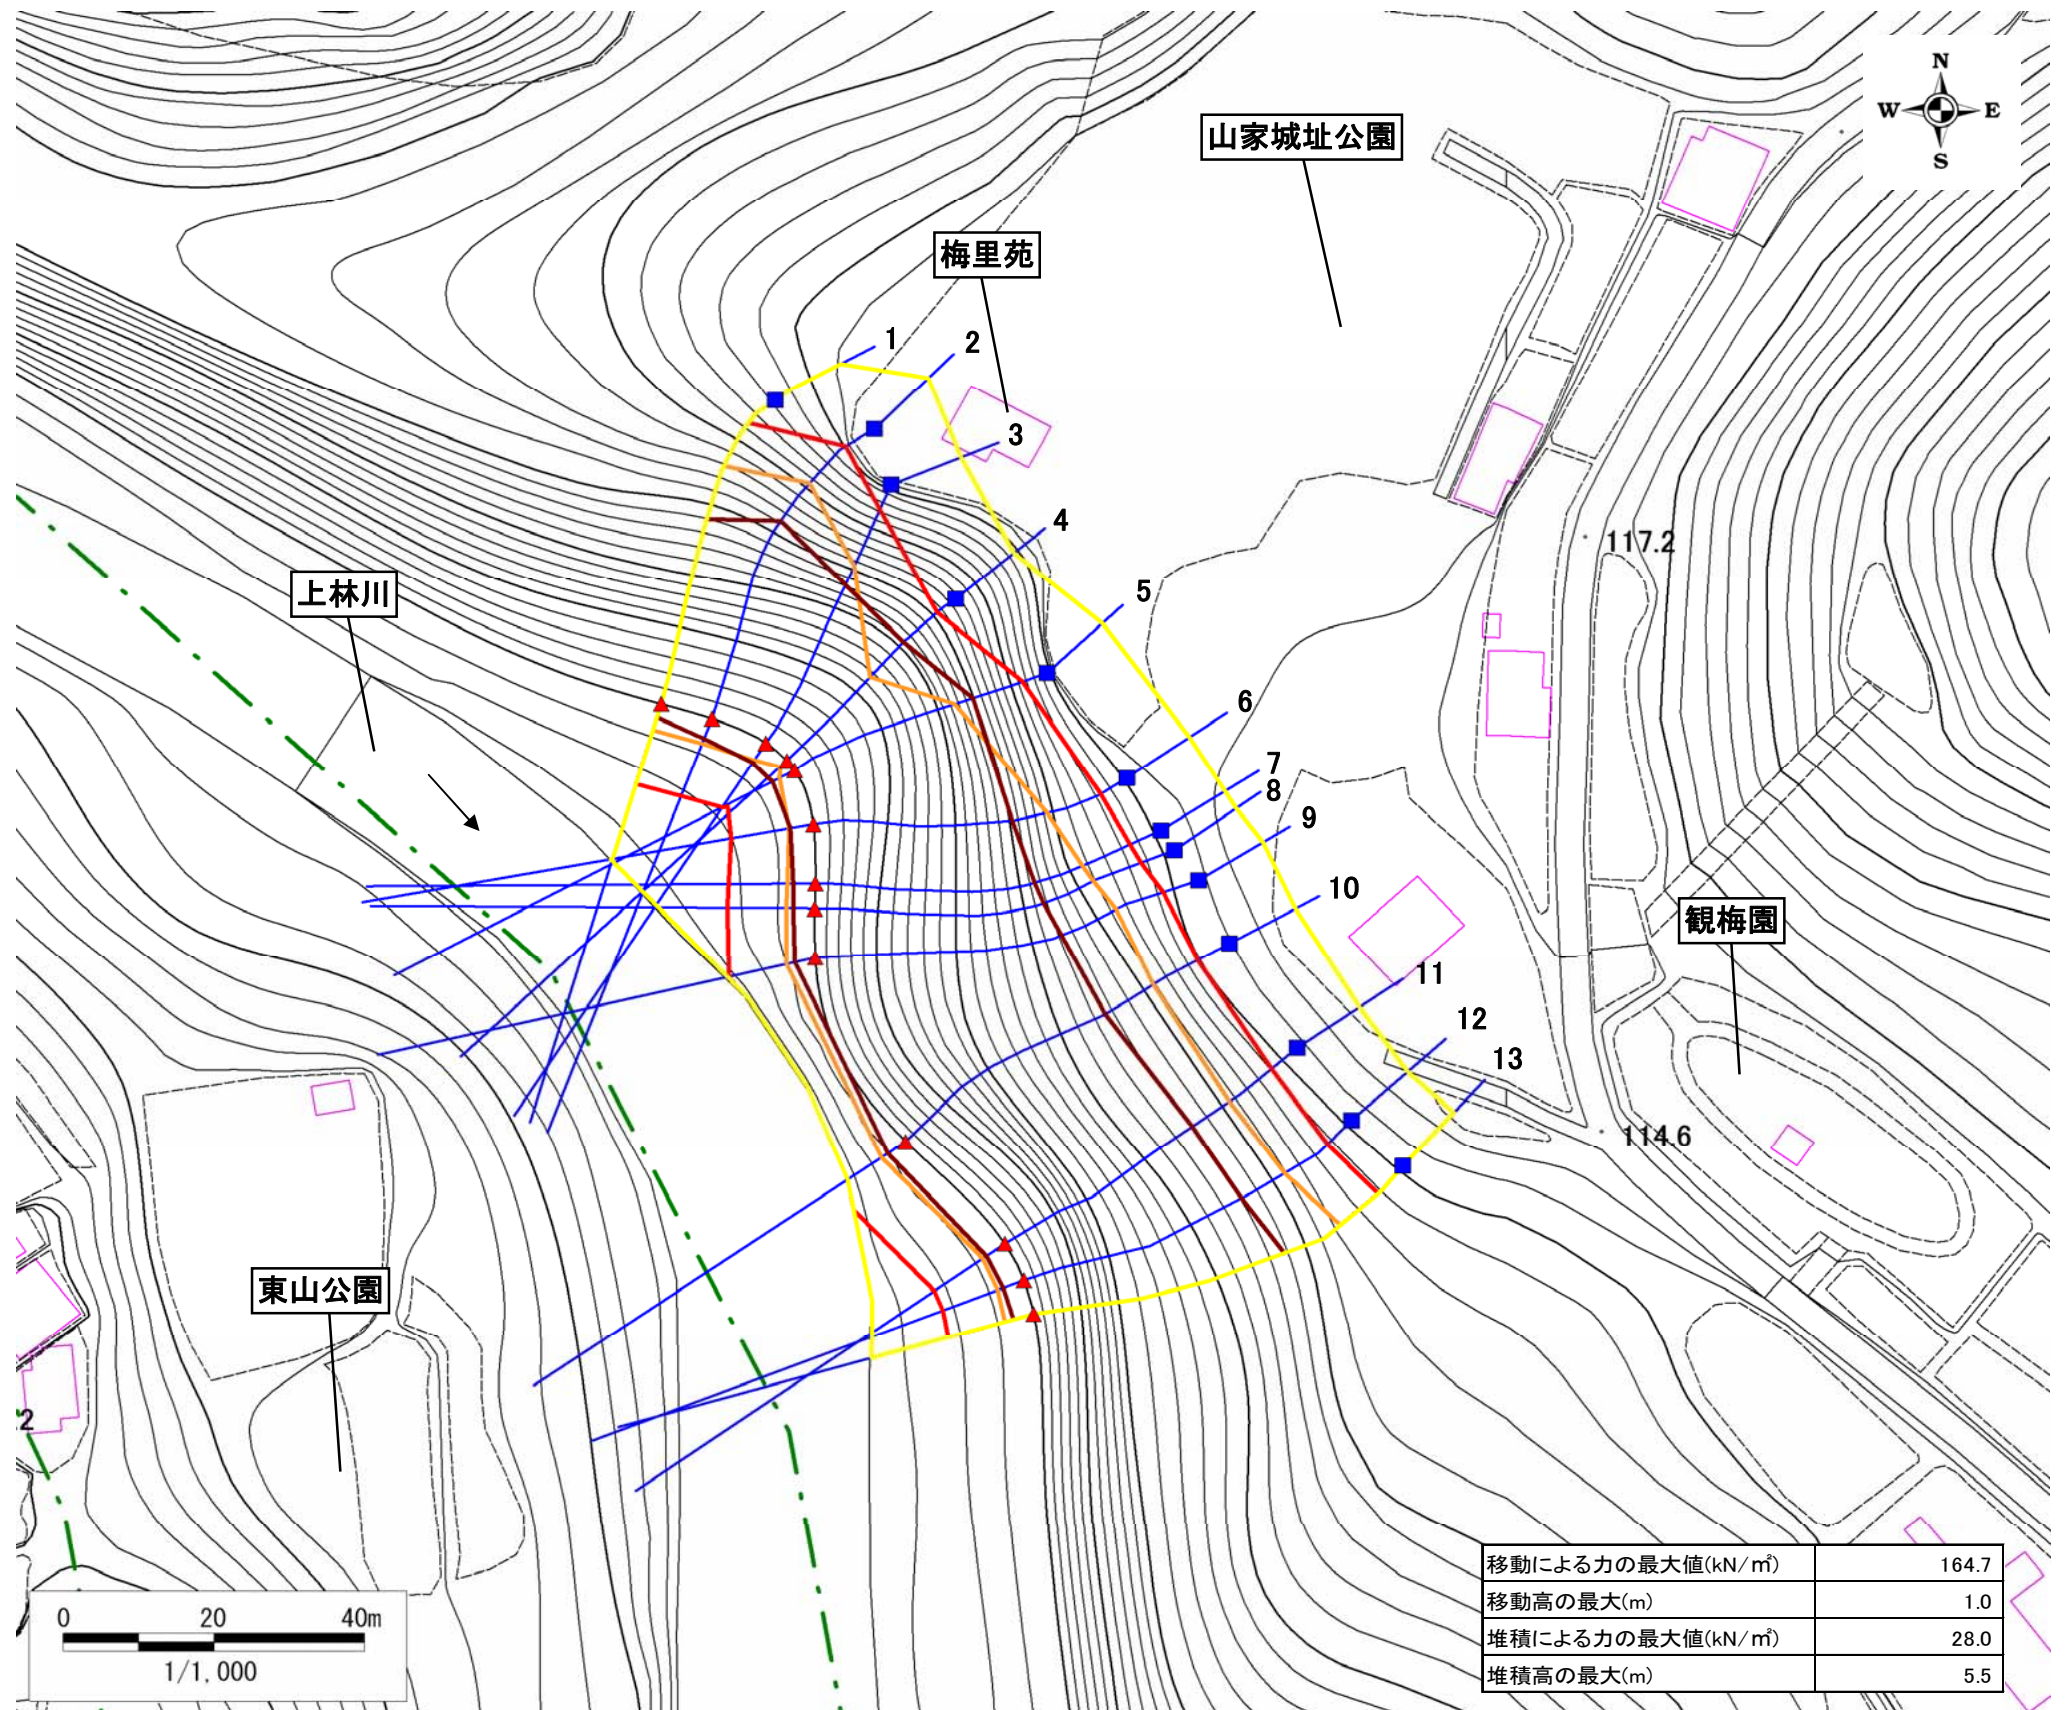 N
W E
S
山家城址公園
梅里苑
1
2
3
4
117.2
5
上林川
6
7
8
9
10
観梅園
11
12
13
114.6
東山公園
2
移動による力の最大値(kN/㎡) 164.7
移動高の最大(m) 1.0
堆積による力の最大値(kN/㎡) 28.0
堆積高の最大(m) 5.5
0 20 40m
1/1,000